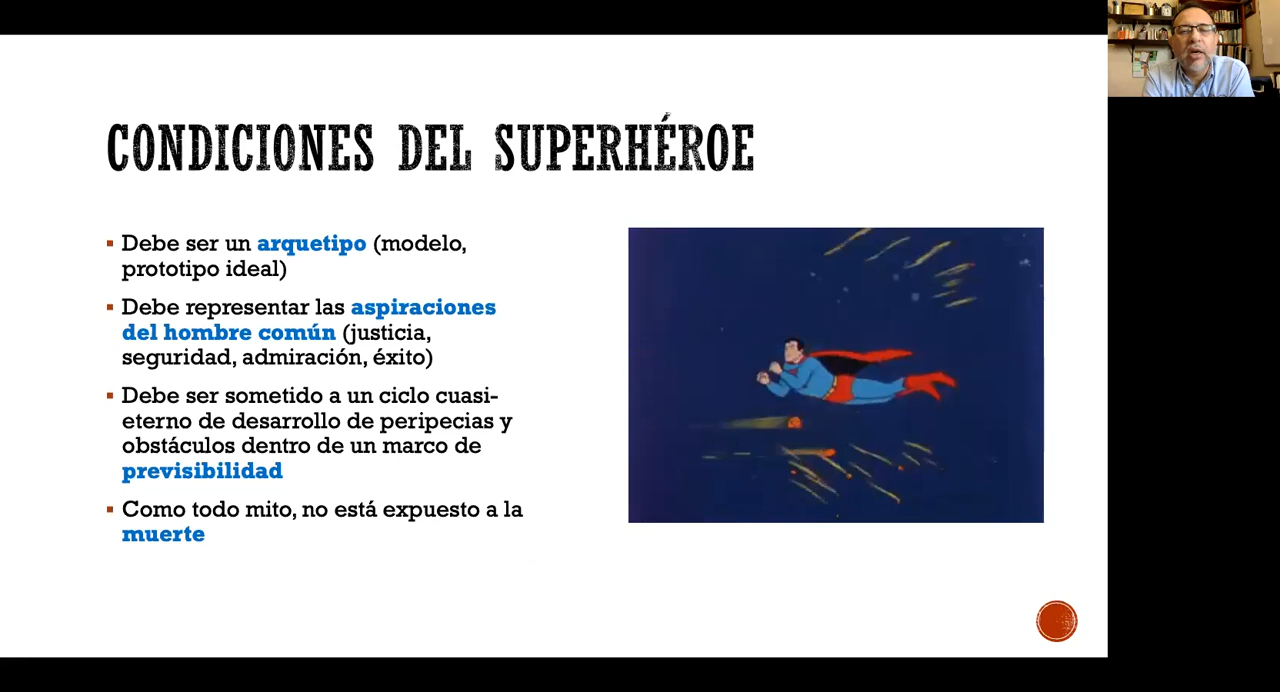 CONDICIONES DEL SUPERHÉROE
▪ Debe ser un arquetipo (modelo,
prototipo ideal)
▪ Debe representar las aspiraciones
del hombre común (justicia,
seguridad, admiración, éxito)
▪ Debe ser sometido a un ciclo cuasi-
eterno de desarrollo de peripecias y
obstáculos dentro de un marco de
previsibilidad
▪ Como todo mito, no está expuesto a la
muerte